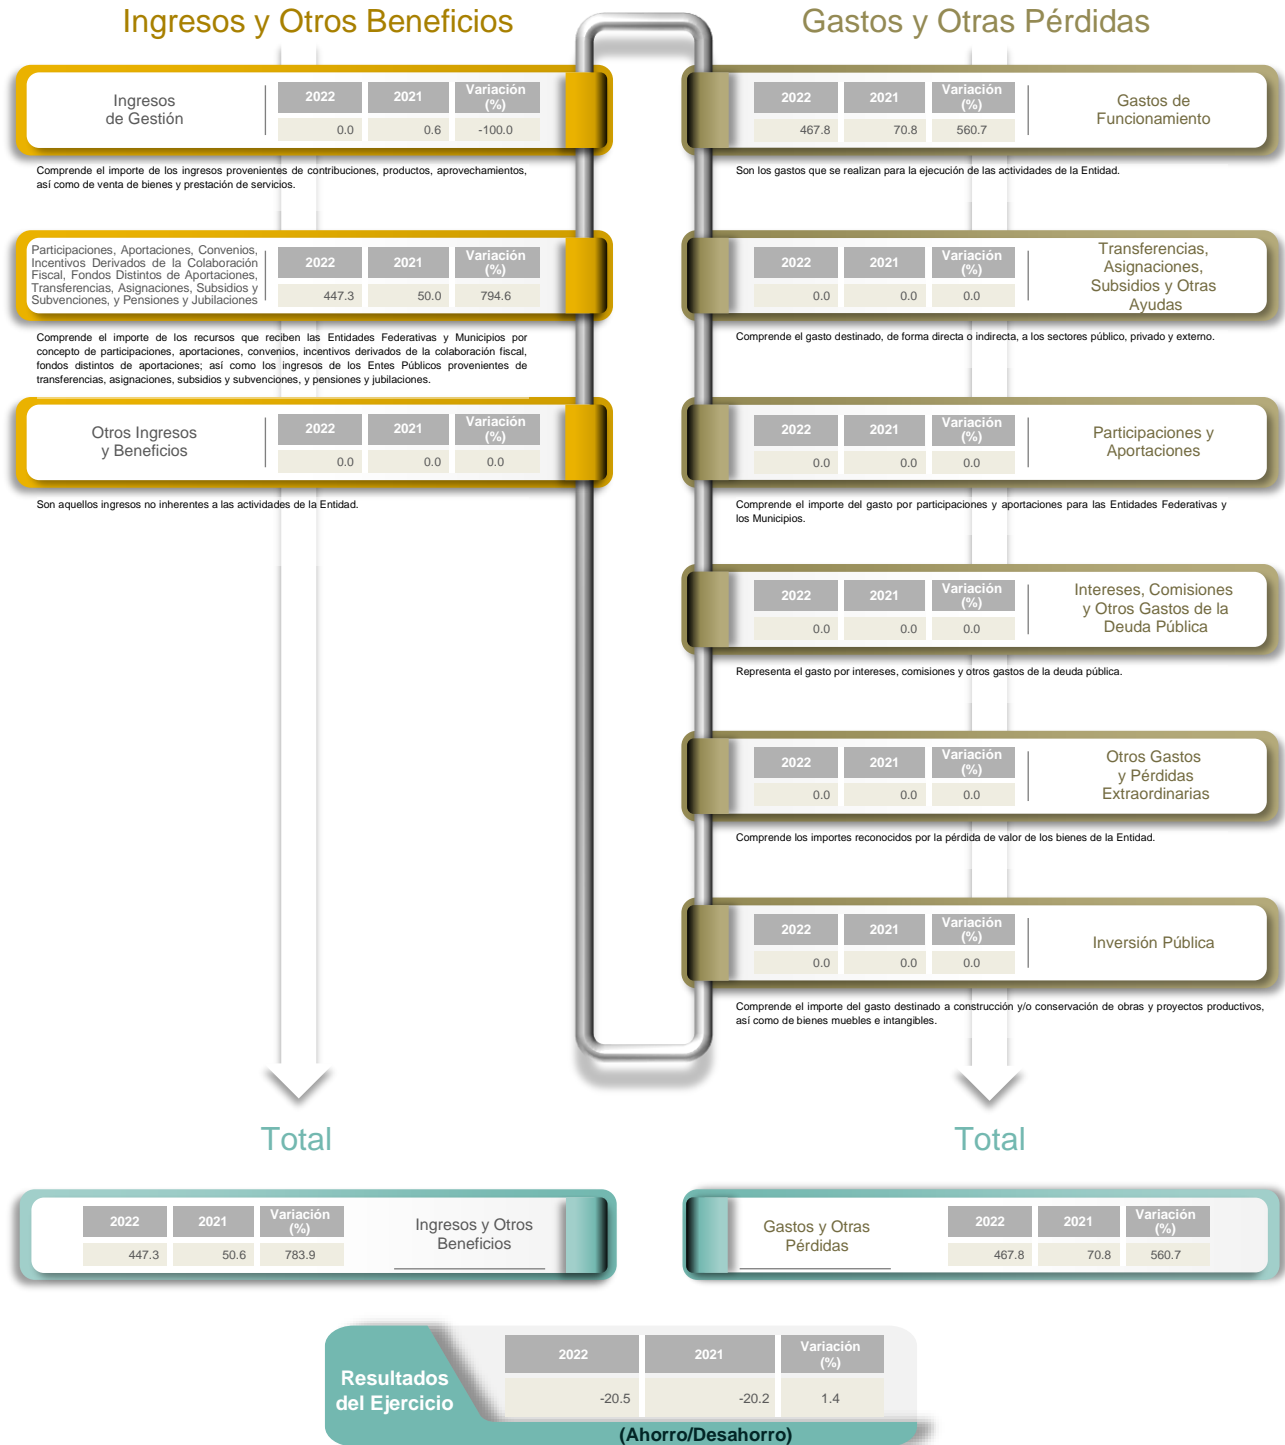 Ingresos y Otros Beneficios
Ingresos
de Gestión
2022 2021 Variación (%)
0.0 0.6 -100.0
Comprende el importe de los ingresos provenientes de contribuciones, productos, aprovechamientos,
así como de venta de bienes y prestación de servicios.
Participaciones, Aportaciones, Convenios,
Incentivos Derivados de la Colaboración
Fiscal, Fondos Distintos de Aportaciones,
Transferencias, Asignaciones, Subsidios y
Subvenciones, y Pensiones y Jubilaciones
2022 2021 Variación (%)
447.3 50.0 794.6
Comprende el importe de los recursos que reciben las Entidades Federativas y Municipios por
concepto de participaciones, aportaciones, convenios, incentivos derivados de la colaboración fiscal,
fondos distintos de aportaciones; así como los ingresos de los Entes Públicos provenientes de
transferencias, asignaciones, subsidios y subvenciones, y pensiones y jubilaciones.
Otros Ingresos
y Beneficios
2022 2021 Variación (%)
0.0 0.0 0.0
Son aquellos ingresos no inherentes a las actividades de la Entidad.
Gastos y Otras Pérdidas
2022 2021 Variación (%)
467.8 70.8 560.7
Gastos de
Funcionamiento
Son los gastos que se realizan para la ejecución de las actividades de la Entidad.
2022 2021 Variación (%)
0.0 0.0 0.0
Transferencias,
Asignaciones,
Subsidios y Otras
Ayudas
Comprende el gasto destinado, de forma directa o indirecta, a los sectores público, privado y externo.
2022 2021 Variación (%)
0.0 0.0 0.0
Participaciones y
Aportaciones
Comprende el importe del gasto por participaciones y aportaciones para las Entidades Federativas y
los Municipios.
2022 2021 Variación (%)
0.0 0.0 0.0
Intereses, Comisiones
y Otros Gastos de la
Deuda Pública
Representa el gasto por intereses, comisiones y otros gastos de la deuda pública.
2022 2021 Variación (%)
0.0 0.0 0.0
Otros Gastos
y Pérdidas
Extraordinarias
Comprende los importes reconocidos por la pérdida de valor de los bienes de la Entidad.
2022 2021 Variación (%)
0.0 0.0 0.0
Inversión Pública
Comprende el importe del gasto destinado a construcción y/o conservación de obras y proyectos productivos,
así como de bienes muebles e intangibles.
Total
2022 2021 Variación (%)
447.3 50.6 783.9
Ingresos y Otros
Beneficios
Total
Gastos y Otras
Pérdidas
2022 2021 Variación (%)
467.8 70.8 560.7
Resultados
del Ejercicio
2022 2021 Variación (%)
-20.5 -20.2 1.4
(Ahorro/Desahorro)